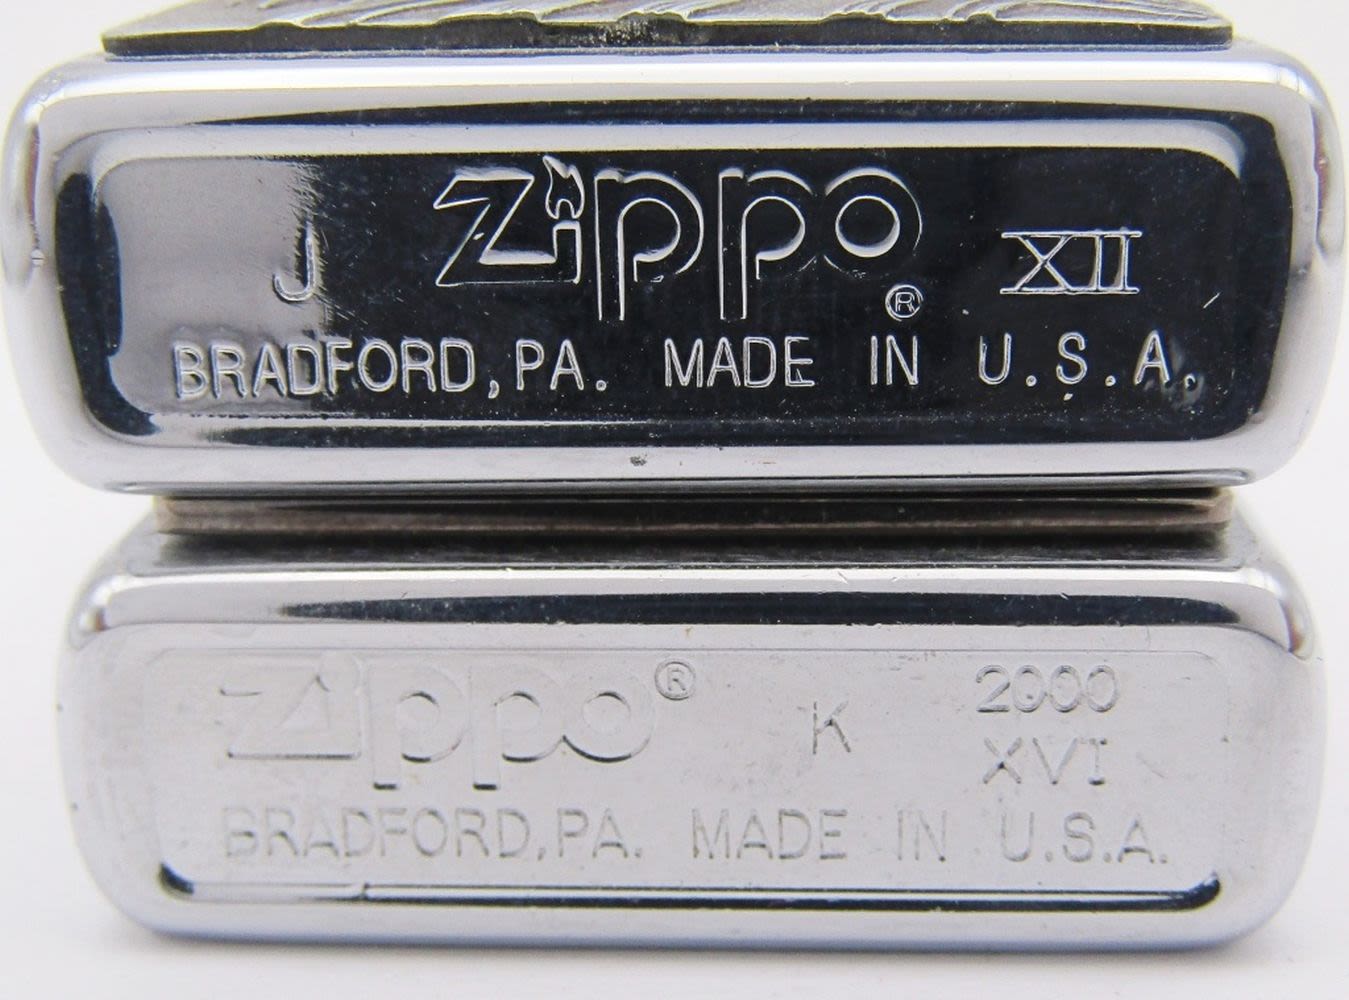 J Zippo® XII
BRADFORD, PA. MADE IN U.S.A.
Zippo® K 2000
XVI
BRADFORD, PA. MADE IN U.S.A.